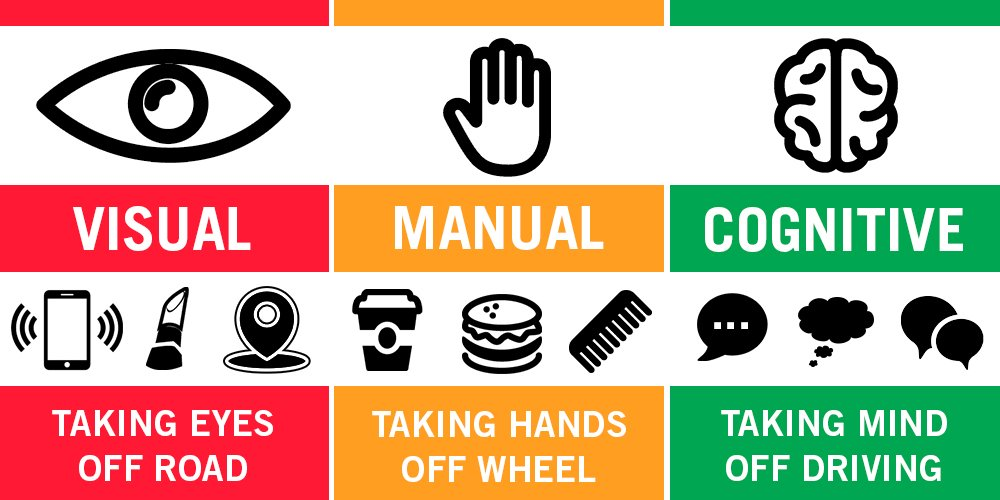 VISUAL
MANUAL
COGNITIVE
TAKING EYES
OFF ROAD
TAKING HANDS
OFF WHEEL
TAKING MIND
OFF DRIVING